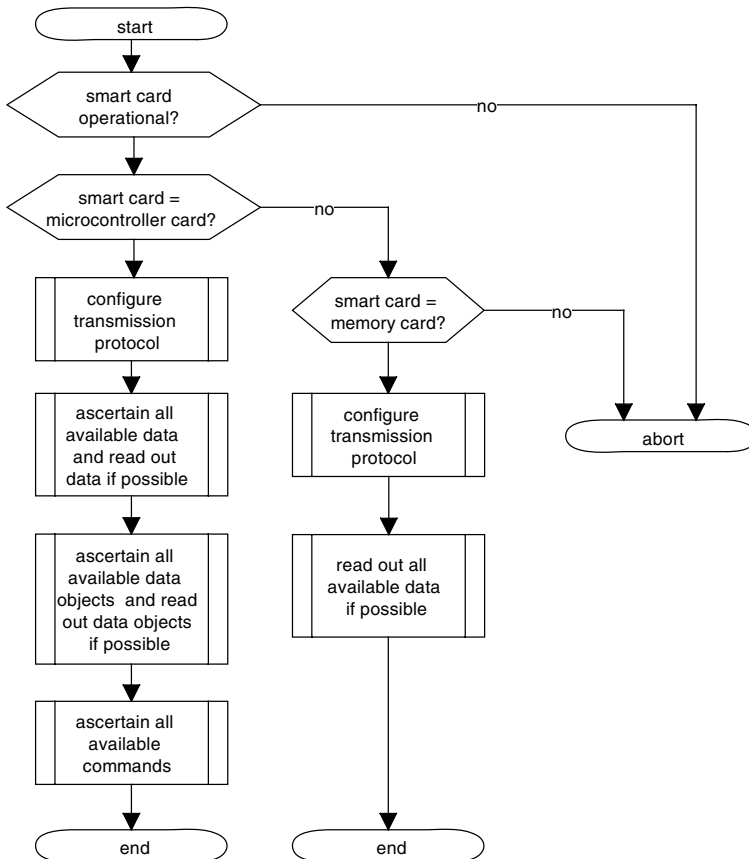 start
smart card
operational?
no
smart card =
microcontroller card?
no
configure
transmission
protocol
smart card =
memory card?
no
ascertain all
available data
and read out
data if possible
configure
transmission
protocol
abort
ascertain all
available data
objects and read
out data objects
if possible
read out all
available data
if possible
ascertain all
available
commands
end
end